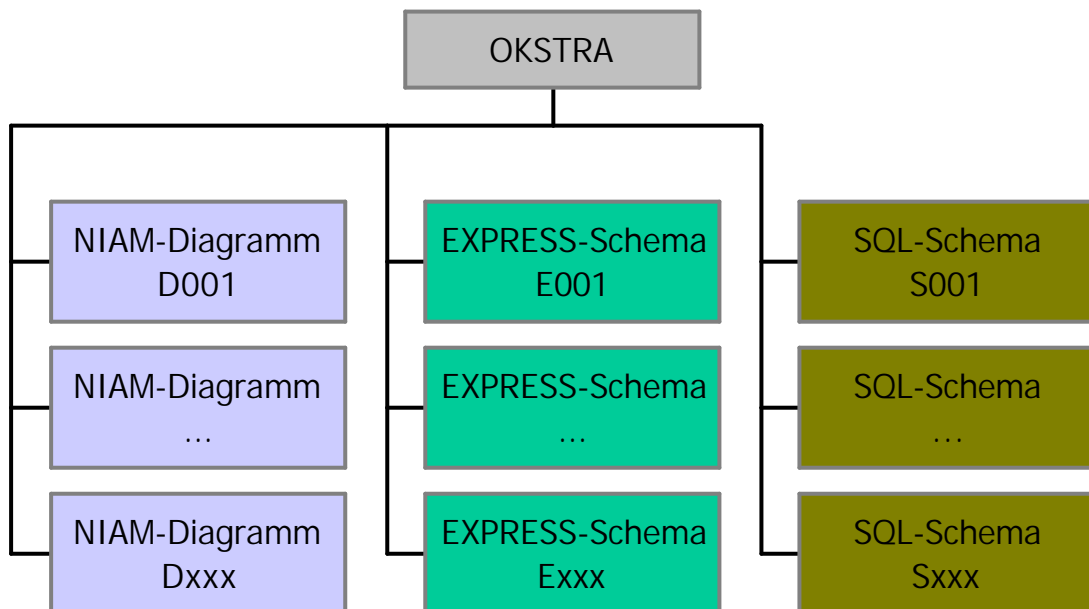 OKSTRA
NIAM-Diagramm
D001
EXPRESS-Schema
E001
SQL-Schema
S001
NIAM-Diagramm
...
EXPRESS-Schema
...
SQL-Schema
...
NIAM-Diagramm
Dxxx
EXPRESS-Schema
Exxx
SQL-Schema
Sxxx